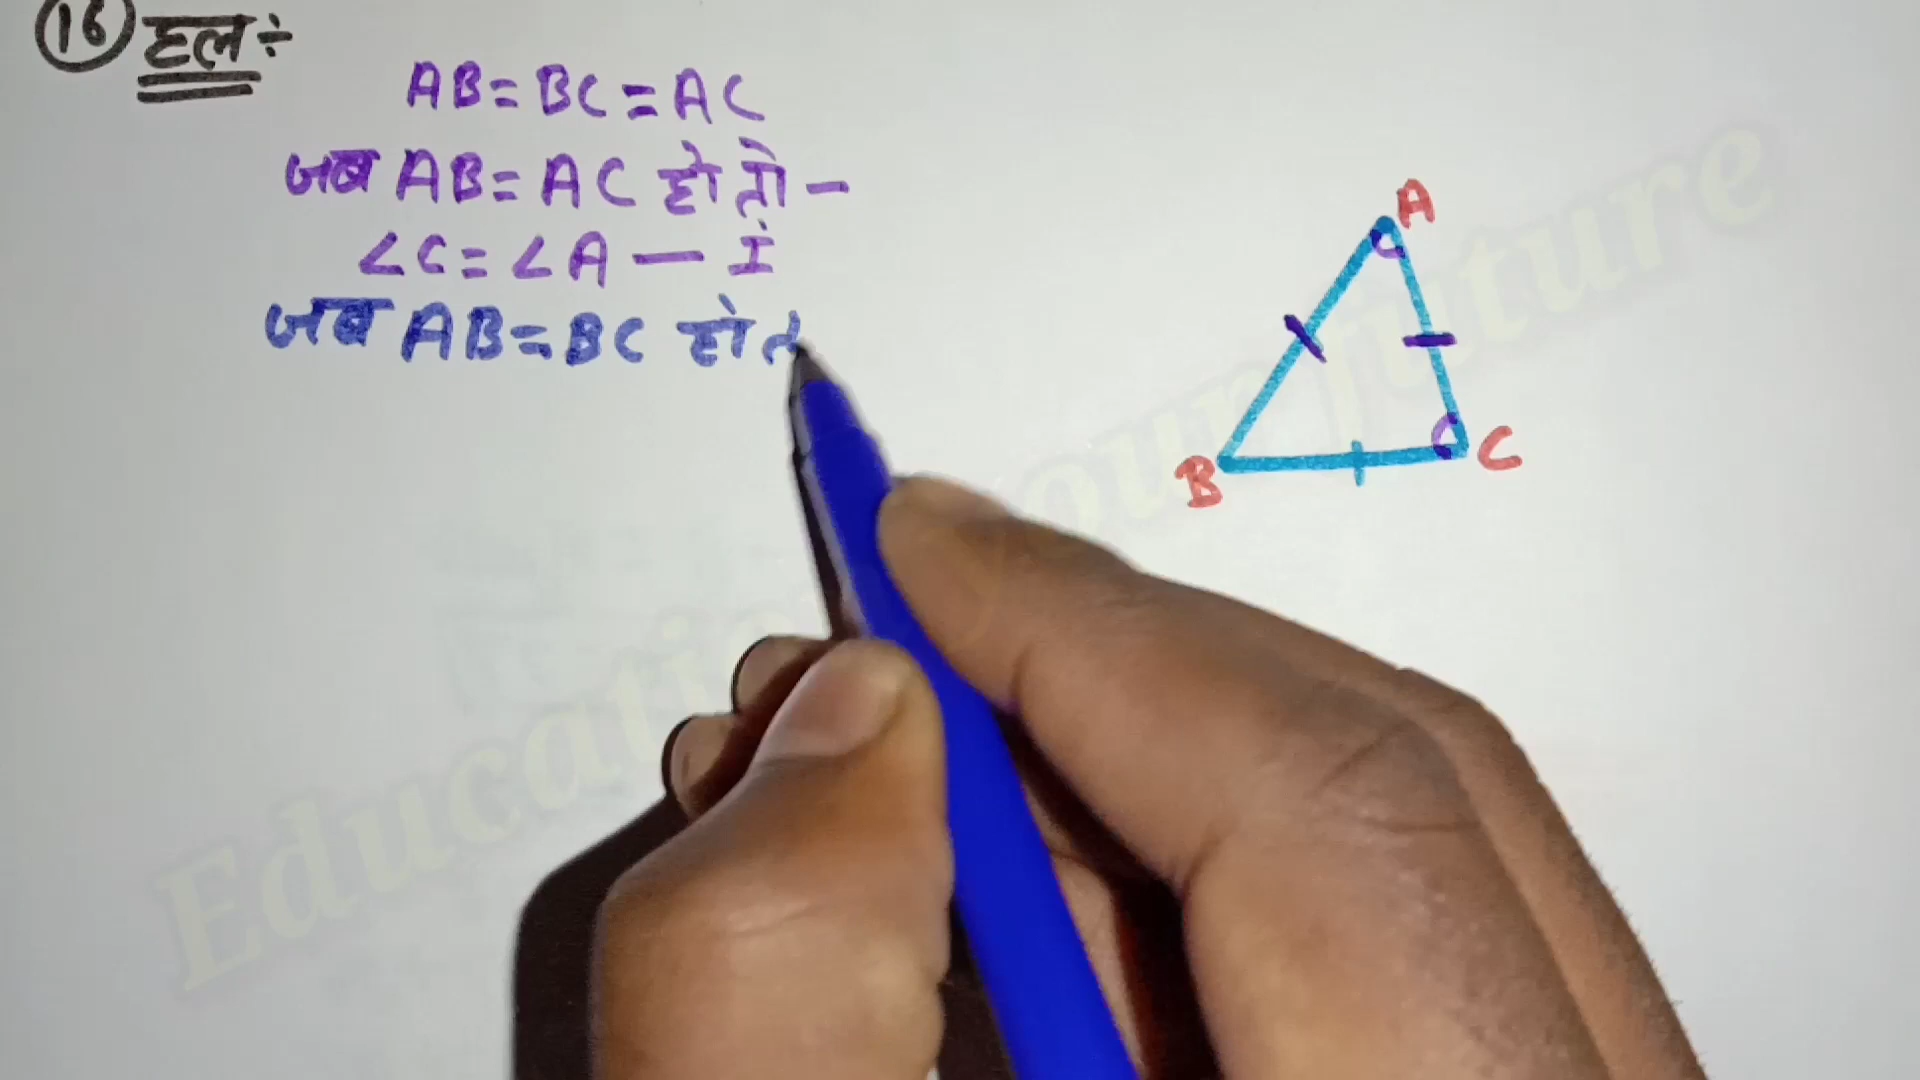 16 हल ÷
AB = BC = AC
जब AB = AC हो तो –
∠C = ∠A — I
जब AB = BC हो
A
B
C
Education your future